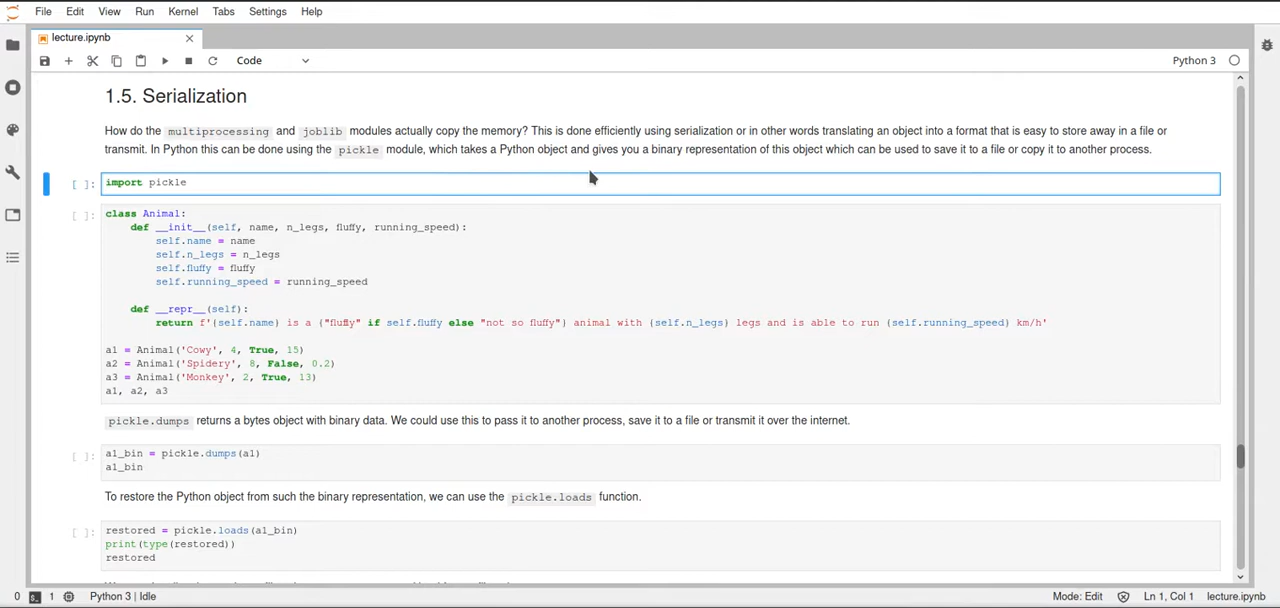 File Edit View Run Kernel Tabs Settings Help
lecture.ipynb
Code
Python 3
1.5. Serialization
How do the multiprocessing and joblib modules actually copy the memory? This is done efficiently using serialization or in other words translating an object into a format that is easy to store away in a file or
transmit. In Python this can be done using the pickle module, which takes a Python object and gives you a binary representation of this object which can be used to save it to a file or copy it to another process.
[ ]: import pickle
[ ]: class Animal:
def __init__(self, name, n_legs, fluffy, running_speed):
self.name = name
self.n_legs = n_legs
self.fluffy = fluffy
self.running_speed = running_speed
def __repr__(self):
return f'{self.name} is a {"fluffy" if self.fluffy else "not so fluffy"} animal with {self.n_legs} legs and is able to run {self.running_speed} km/h'
a1 = Animal('Cowy', 4, True, 15)
a2 = Animal('Spidery', 8, False, 0.2)
a3 = Animal('Monkey', 2, True, 13)
a1, a2, a3
pickle.dumps returns a bytes object with binary data. We could use this to pass it to another process, save it to a file or transmit it over the internet.
[ ]: a1_bin = pickle.dumps(a1)
a1_bin
To restore the Python object from such the binary representation, we can use the pickle.loads function.
[ ]: restored = pickle.loads(a1_bin)
print(type(restored))
restored
0 1 Python 3 | Idle Mode: Edit Ln 1, Col 1 lecture.ipynb